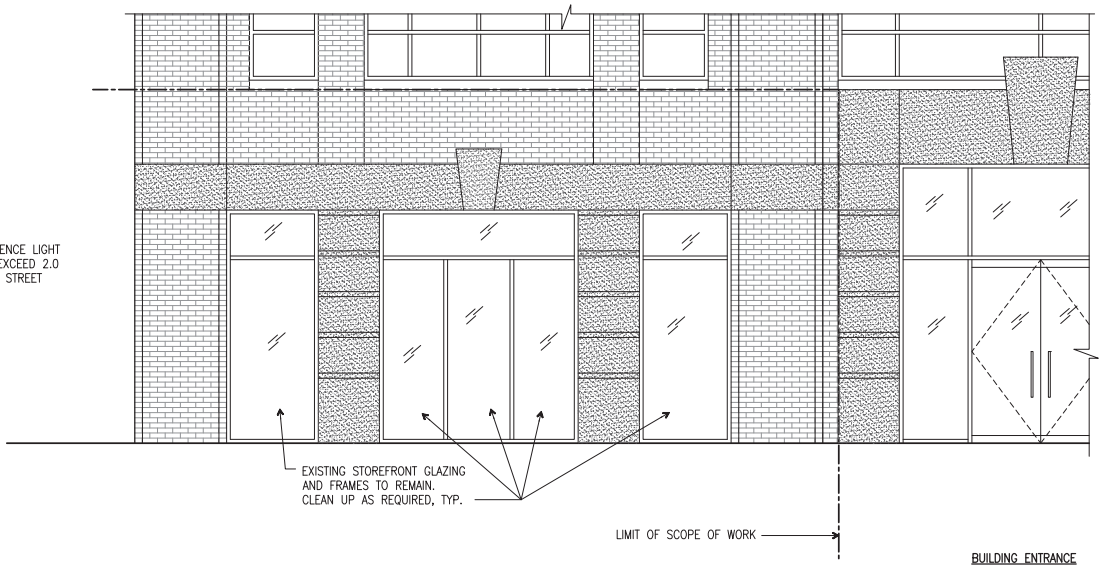 ENCE LIGHT
EXCEED 2.0
STREET
EXISTING STOREFRONT GLAZING
AND FRAMES TO REMAIN.
CLEAN UP AS REQUIRED, TYP.
LIMIT OF SCOPE OF WORK
BUILDING ENTRANCE